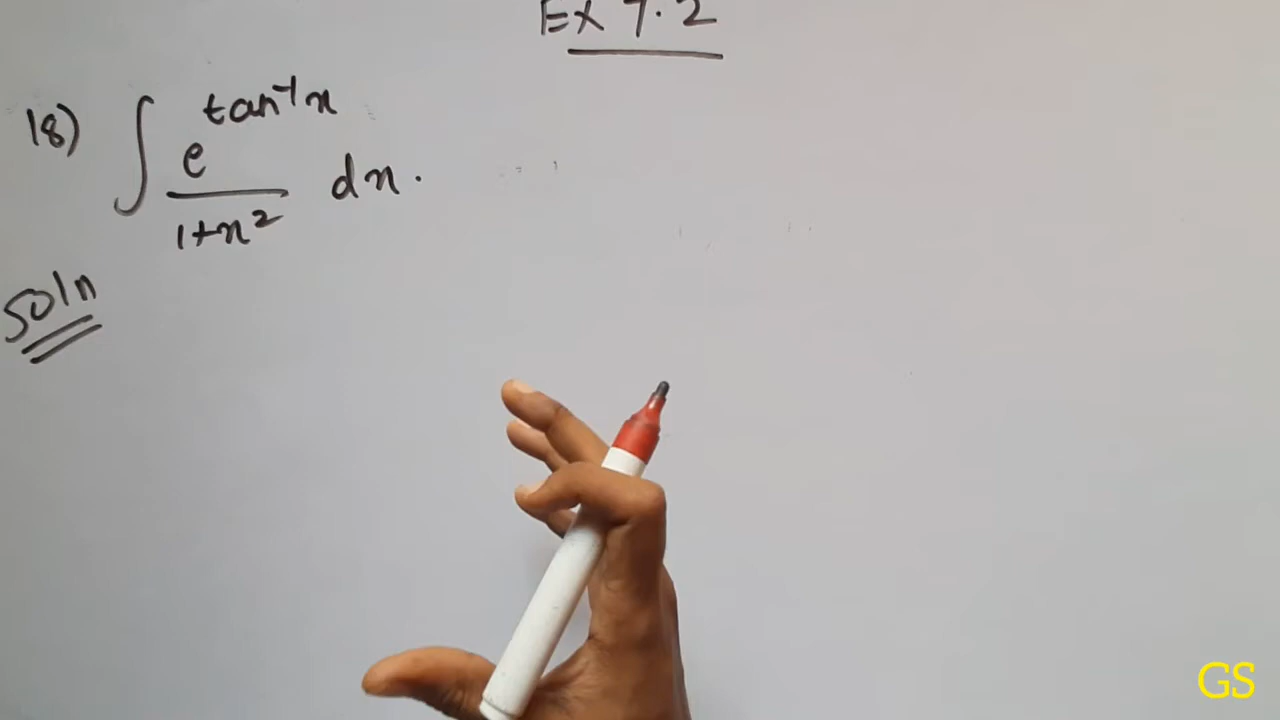 Ex 7.2
18) ∫ e^(tan⁻¹x) / (1+x²) dx.
Soln
GS